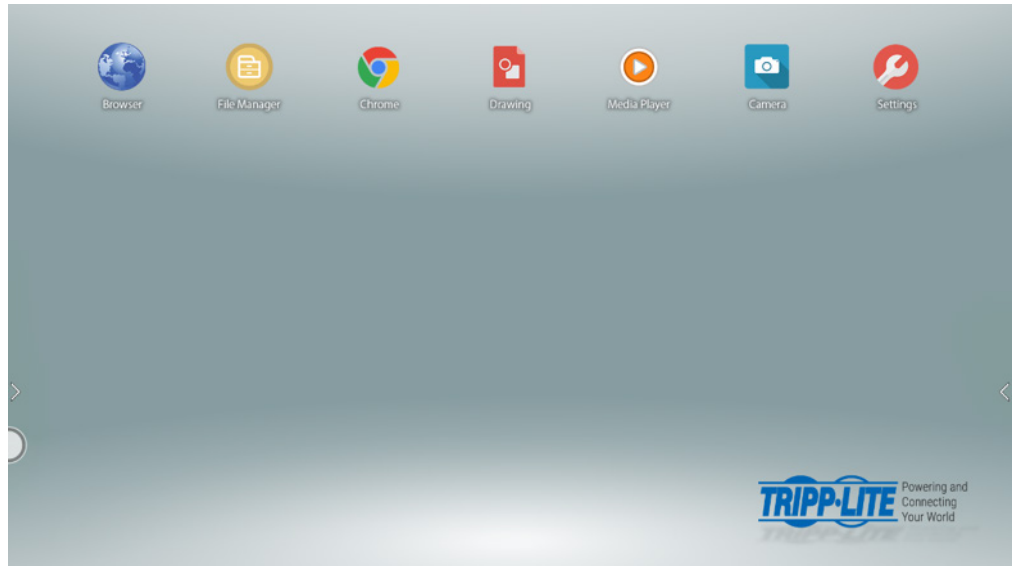 Browser
File Manager
Chrome
Drawing
Media Player
Camera
Settings
TRIPP·LITE
Powering and
Connecting
Your World